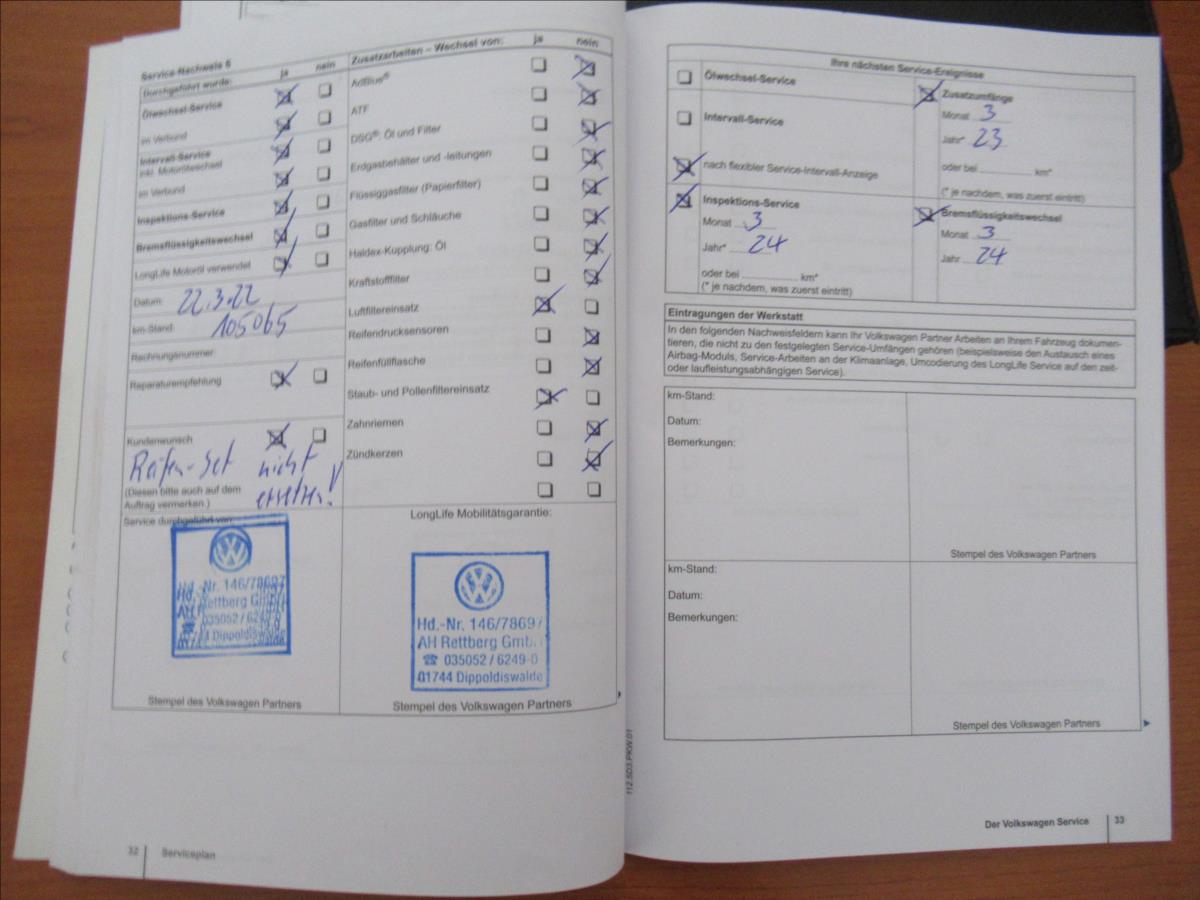 Service-Nachweis 6
ja
nein
Durchgeführt wurde:
Ölwechsel-Service
im Verbund
Intervall-Service
inkl. Motorölwechsel
im Verbund
Inspektions-Service
Bremsflüssigkeitswechsel
LongLife Motoröl verwendet
Datum:
22.3.22
km-Stand:
105065
Rechnungsnummer:
Reparaturempfehlung
Kundenwunsch
Reifen-Set nicht
(Diesen bitte auch auf dem
Auftrag vermerken.)
ersetzen!
Service durchgeführt von:
Hd.-Nr. 146/78697
AH Rettberg GmbH
035052 / 6249-0
01744 Dippoldiswalde
Stempel des Volkswagen Partners
Zusatzarbeiten – Wechsel von:
ja
nein
AdBlue®
ATF
DSG®: Öl und Filter
Erdgasbehälter und -leitungen
Flüssiggasfilter (Papierfilter)
Gasfilter und Schläuche
Haldex-Kupplung: Öl
Kraftstofffilter
Luftfiltereinsatz
Reifendrucksensoren
Reifenfüllflasche
Staub- und Pollenfiltereinsatz
Zahnriemen
Zündkerzen
LongLife Mobilitätsgarantie:
Hd.-Nr. 146/78697
AH Rettberg GmbH
035052 / 6249-0
01744 Dippoldiswalde
Stempel des Volkswagen Partners
32
Serviceplan
Ihre nächsten Service-Ereignisse
Ölwechsel-Service
Intervall-Service
nach flexibler Service-Intervall-Anzeige
Zusatzumfänge
Monat 3
Jahr* 23
oder bei km*
(* je nachdem, was zuerst eintritt)
Inspektions-Service
Monat 3
Jahr* 24
oder bei km*
(* je nachdem, was zuerst eintritt)
Bremsflüssigkeitswechsel
Monat 3
Jahr 24
Eintragungen der Werkstatt
In den folgenden Nachweisfeldern kann Ihr Volkswagen Partner Arbeiten an Ihrem Fahrzeug dokumen-
tieren, die nicht zu den festgelegten Service-Umfängen gehören (beispielsweise den Austausch eines
Airbag-Moduls, Service-Arbeiten an der Klimaanlage, Umcodierung des LongLife Service auf den zeit-
oder laufleistungsabhängigen Service).
km-Stand:
Datum:
Bemerkungen:
Stempel des Volkswagen Partners
km-Stand:
Datum:
Bemerkungen:
Stempel des Volkswagen Partners
112.5D3.PKW.01
Der Volkswagen Service
33